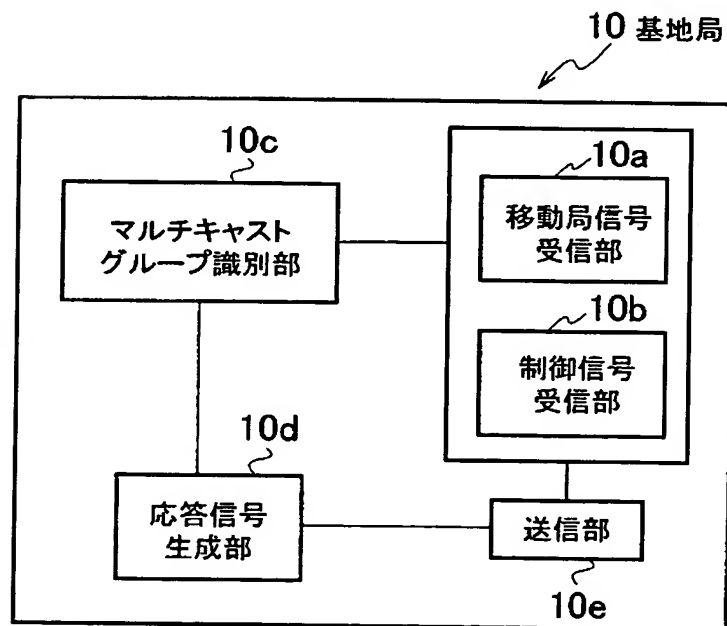 10 基地局
10c
マルチキャスト
グループ識別部
10a
移動局信号
受信部
10b
制御信号
受信部
10d
応答信号
生成部
送信部
10e